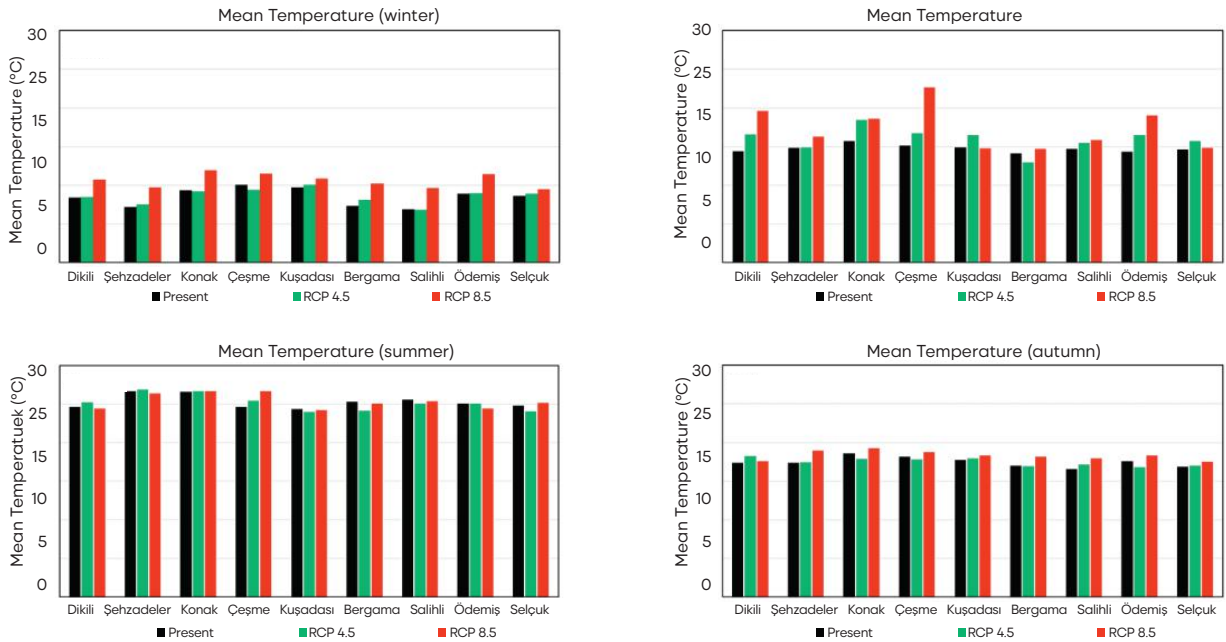 Mean Temperature (winter)
Mean Temperature (°C)
30
25
15
10
5
0
Dikili Şehzadeler Konak Çeşme Kuşadası Bergama Salihli Ödemiş Selçuk
Present RCP 4.5 RCP 8.5
Mean Temperature
Mean Temperature (°C)
30
25
15
10
5
0
Dikili Şehzadeler Konak Çeşme Kuşadası Bergama Salihli Ödemiş Selçuk
Present RCP 4.5 RCP 8.5
Mean Temperature (summer)
Mean Temperatuek (°C)
30
25
15
10
5
0
Dikili Şehzadeler Konak Çeşme Kuşadası Bergama Salihli Ödemiş Selçuk
Present RCP 4.5 RCP 8.5
Mean Temperature (autumn)
Mean Temperature (°C)
30
25
15
10
5
0
Dikili Şehzadeler Konak Çeşme Kuşadası Bergama Salihli Ödemiş Selçuk
Present RCP 4.5 RCP 8.5